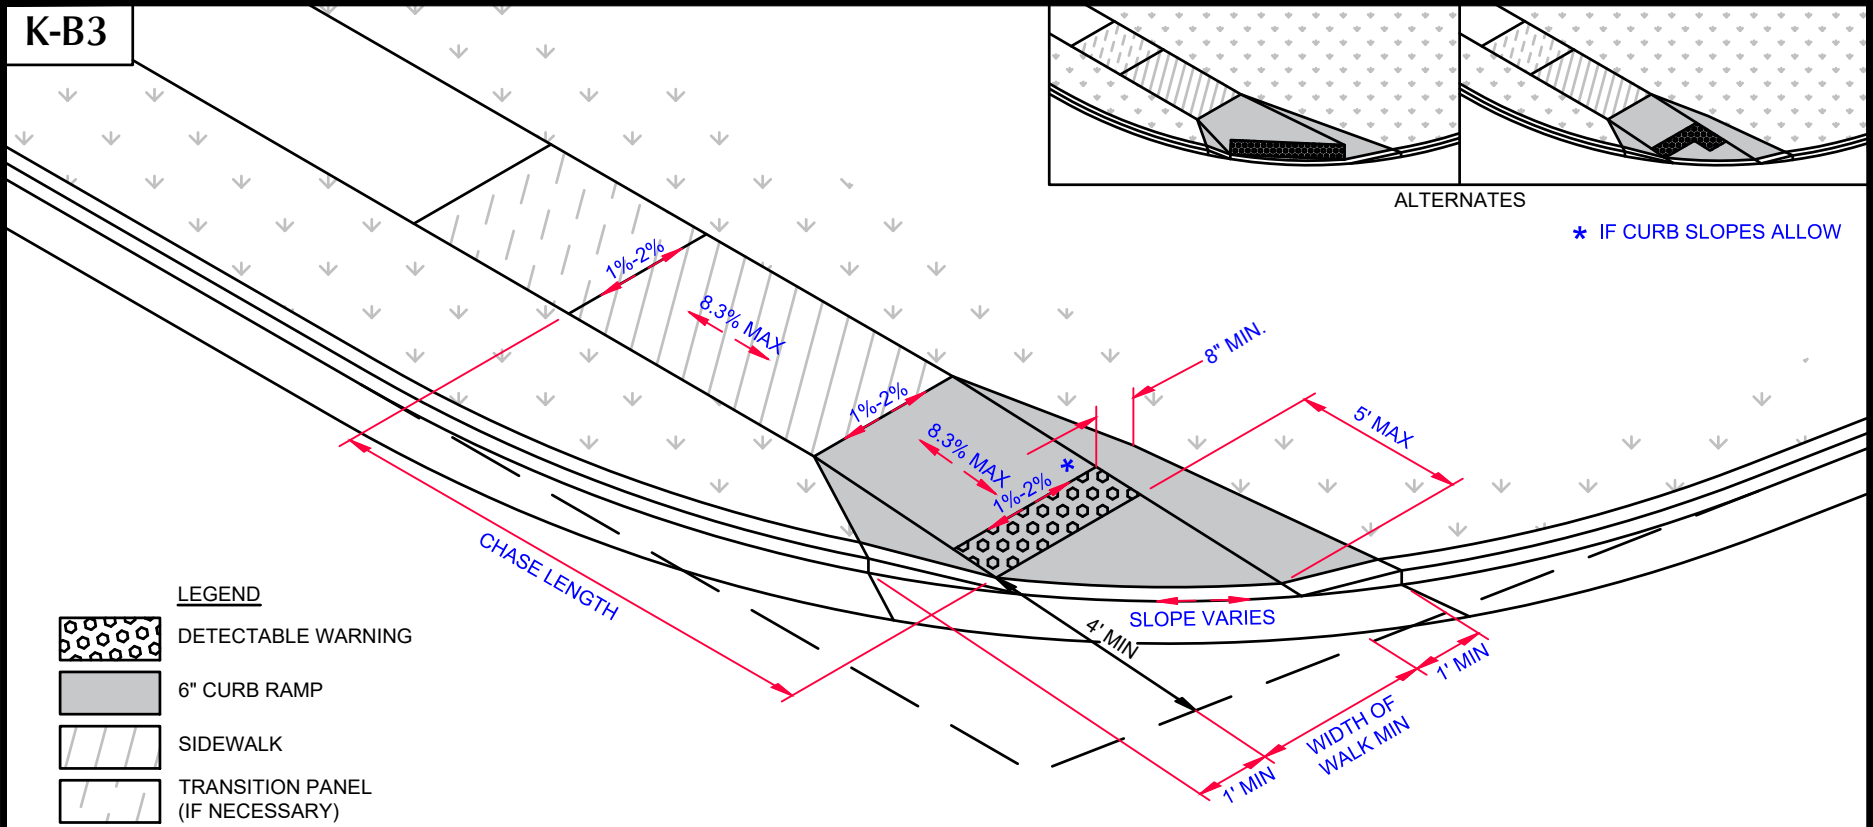 K-B3
ALTERNATES
* IF CURB SLOPES ALLOW
1%-2%
8.3% MAX
8" MIN.
1%-2%
5' MAX
8.3% MAX
1%-2% *
CHASE LENGTH
SLOPE VARIES
4' MIN
1' MIN
WIDTH OF
WALK MIN
1' MIN
LEGEND
DETECTABLE WARNING
6" CURB RAMP
SIDEWALK
TRANSITION PANEL
(IF NECESSARY)